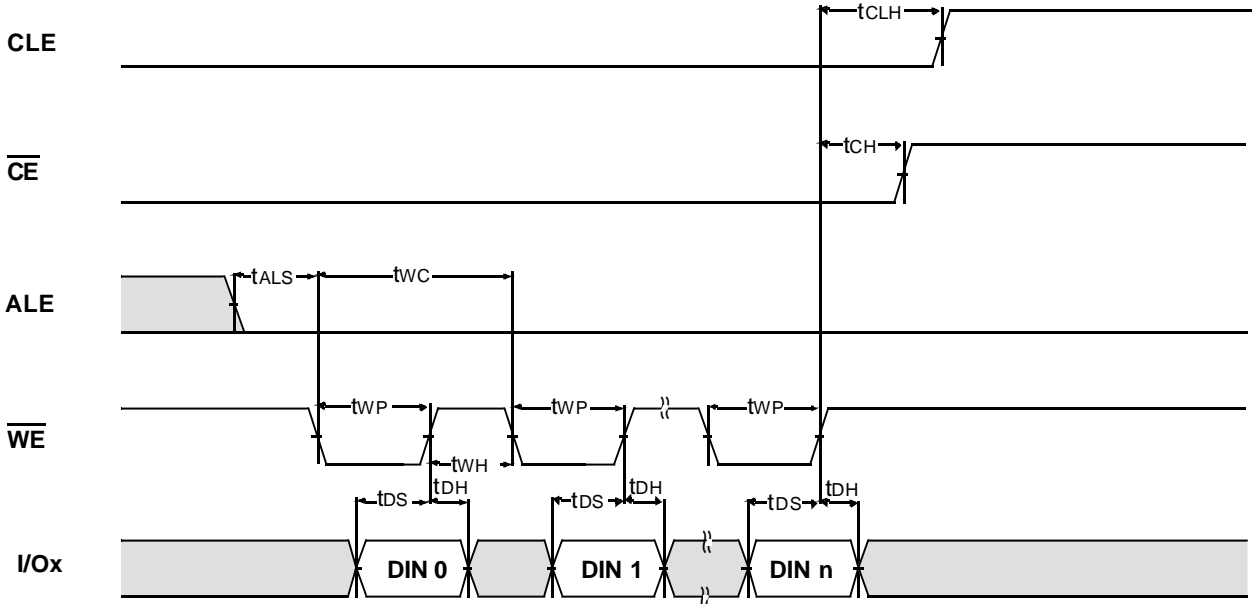 tCLH
CLE
tCH
CE
tALS
tWC
ALE
tWP
tWP
tWP
WE
tWH
tDS
tDH
tDS
tDH
tDS
tDH
I/Ox
DIN 0
DIN 1
DIN n